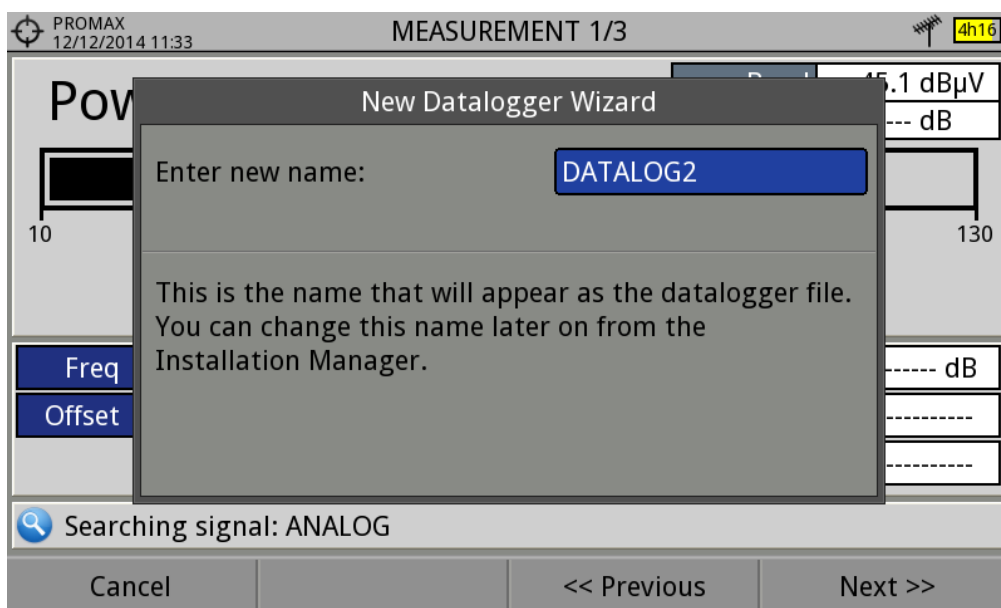 PROMAX
12/12/2014 11:33
MEASUREMENT 1/3
4h16
.1 dBµV
--- dB
New Datalogger Wizard
Enter new name:
DATALOG2
10
130
This is the name that will appear as the datalogger file.
You can change this name later on from the
Installation Manager.
Freq
------ dB
Offset
----------
----------
Searching signal: ANALOG
Cancel
<< Previous
Next >>